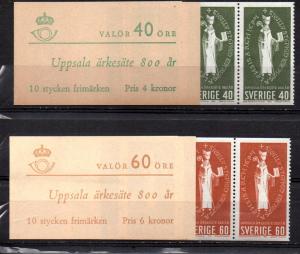 VALÖR 40 ÖRE
Uppsala ärkesäte 800 år
10 stycken frimärken Pris 4 kronor
40 SVERIGE 40
VALÖR 60 ÖRE
Uppsala ärkesäte 800 år
10 stycken frimärken Pris 6 kronor
SVERIGE 60 SVERIGE 60